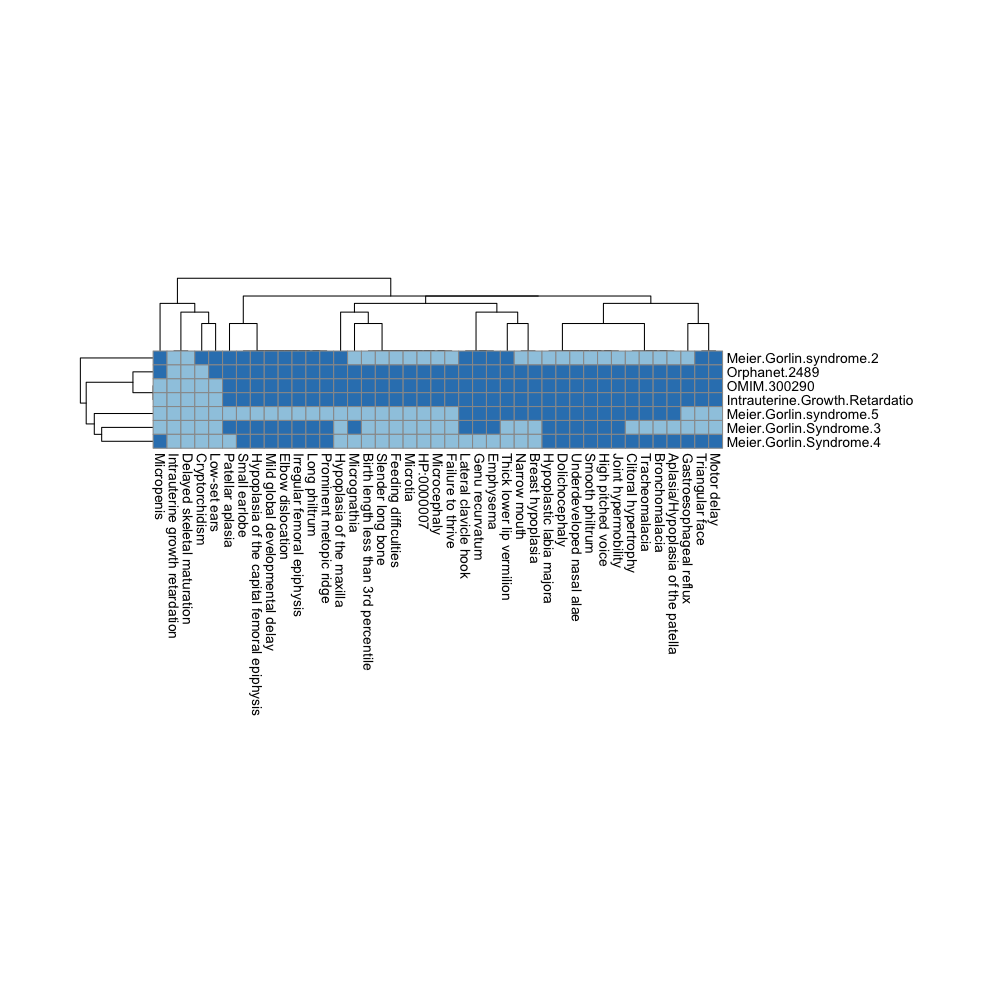 Meier.Gorlin.syndrome.2
Orphanet.2489
OMIM.300290
Intrauterine.Growth.Retardatio
Meier.Gorlin.syndrome.5
Meier.Gorlin.Syndrome.3
Meier.Gorlin.Syndrome.4
Micropenis
Intrauterine growth retardation
Delayed skeletal maturation
Cryptorchidism
Low-set ears
Patellar aplasia
Small earlobe
Hypoplasia of the capital femoral epiphysis
Mild global developmental delay
Elbow dislocation
Irregular femoral epiphysis
Long philtrum
Prominent metopic ridge
Hypoplasia of the maxilla
Micrognathia
Birth length less than 3rd percentile
Slender long bone
Feeding difficulties
Microtia
HP:0000007
Microcephaly
Failure to thrive
Lateral clavicle hook
Genu recurvatum
Emphysema
Thick lower lip vermilion
Narrow mouth
Breast hypoplasia
Hypoplastic labia majora
Dolichocephaly
Underdeveloped nasal alae
Smooth philtrum
High pitched voice
Joint hypermobility
Clitoral hypertrophy
Tracheomalacia
Bronchomalacia
Aplasia/Hypoplasia of the patella
Gastroesophageal reflux
Triangular face
Motor delay